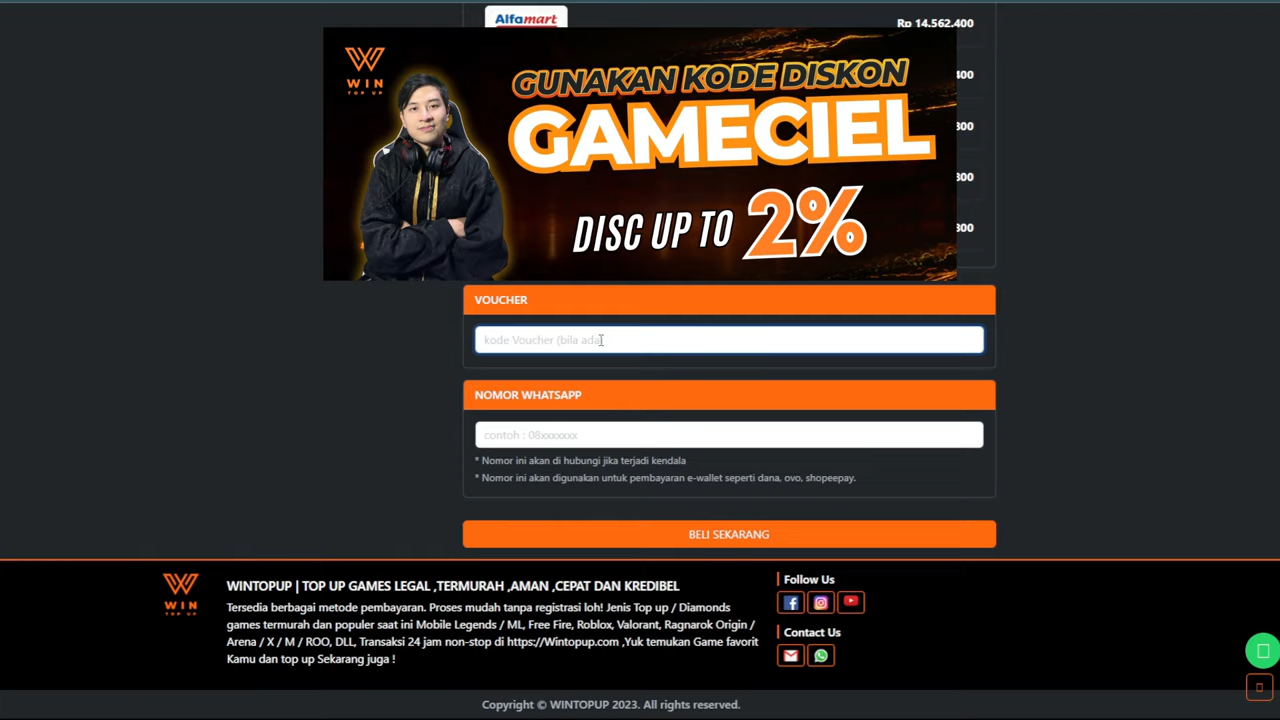 Alfamart
Rp 14.562.400
WIN
TOP UP
GUNAKAN KODE DISKON
GAMECIEL
DISC UP TO 2%
400
300
VOUCHER
kode Voucher (bila ada)
NOMOR WHATSAPP
contoh : 08xxxxxxx
* Nomor ini akan di hubungi jika terjadi kendala
* Nomor ini akan digunakan untuk pembayaran e-wallet seperti dana, ovo, shopeepay.
BELI SEKARANG
WIN
TOP UP
WINTOPUP | TOP UP GAMES LEGAL ,TERMURAH ,AMAN ,CEPAT DAN KREDIBEL
Tersedia berbagai metode pembayaran. Proses mudah tanpa registrasi loh! Jenis Top up / Diamonds
games termurah dan populer saat ini Mobile Legends / ML, Free Fire, Roblox, Valorant, Ragnarok Origin /
Arena / X / M / ROO, DLL, Transaksi 24 jam non-stop di https://Wintopup.com ,Yuk temukan Game favorit
Kamu dan top up Sekarang juga !
Follow Us
Contact Us
Copyright © WINTOPUP 2023. All rights reserved.